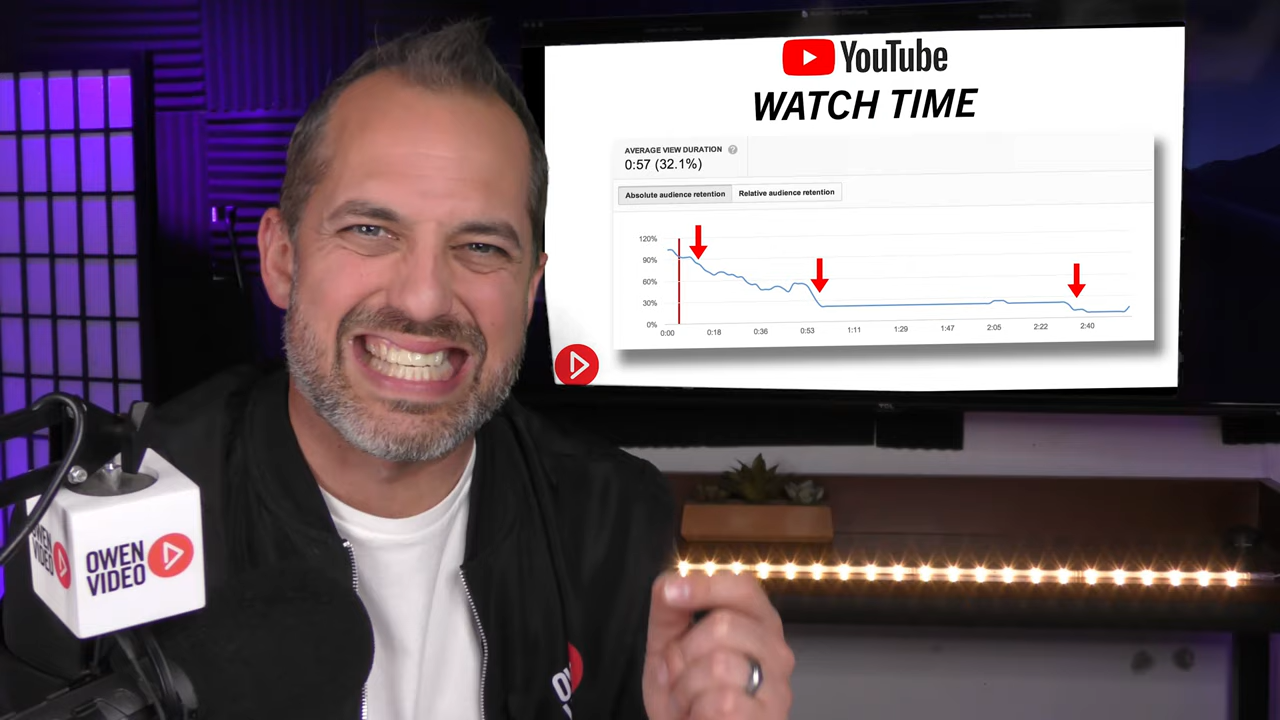 YouTube
WATCH TIME
AVERAGE VIEW DURATION ?
0:57 (32.1%)
Absolute audience retention Relative audience retention
120%
90%
60%
30%
0%
0:00 0:18 0:36 0:53 1:11 1:29 1:47 2:05 2:22 2:40
OWEN
VIDEO
OWEN
VIDEO